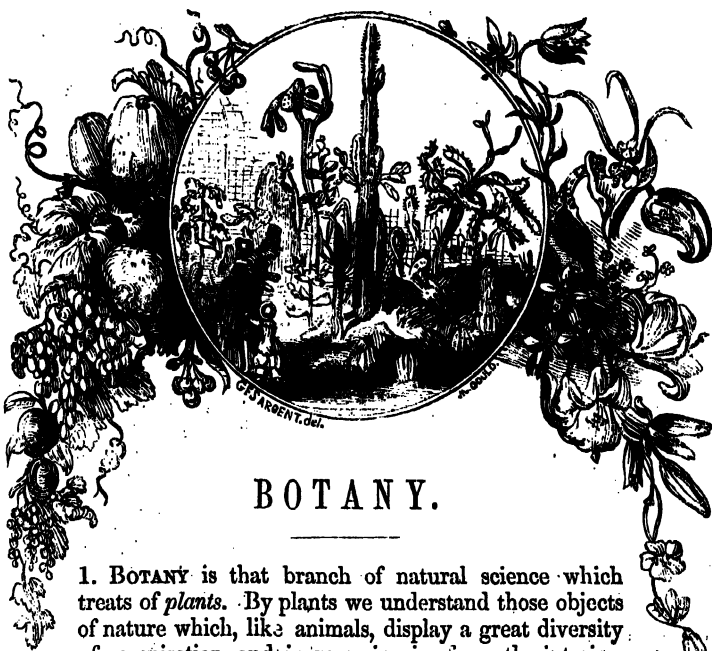 G.F.SARGENT.del.
BOTANY.
1. BOTANY is that branch of natural science which
treats of plants. By plants we understand those objects
of nature which, like animals, display a great diversity